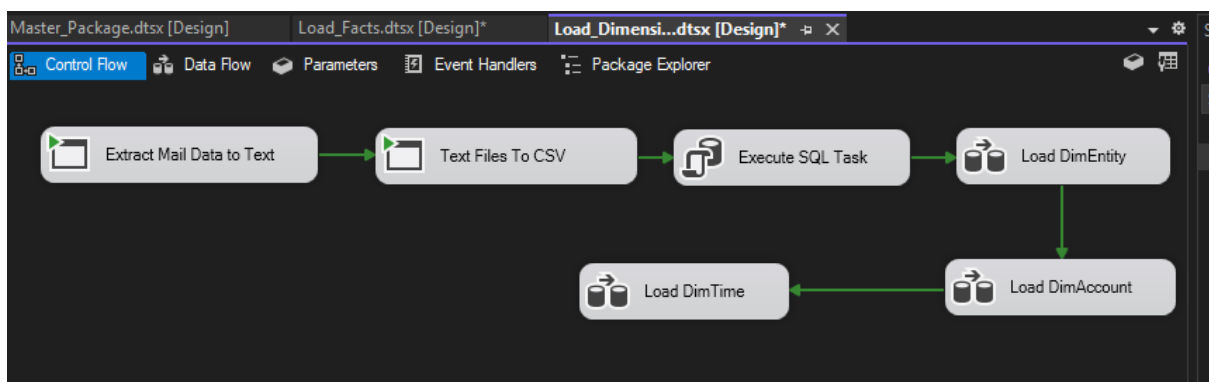 Master_Package.dtsx [Design] Load_Facts.dtsx [Design]* Load_Dimensi...dtsx [Design]*
Control Flow Data Flow Parameters Event Handlers Package Explorer
Extract Mail Data to Text Text Files To CSV Execute SQL Task Load DimEntity
Load DimTime Load DimAccount